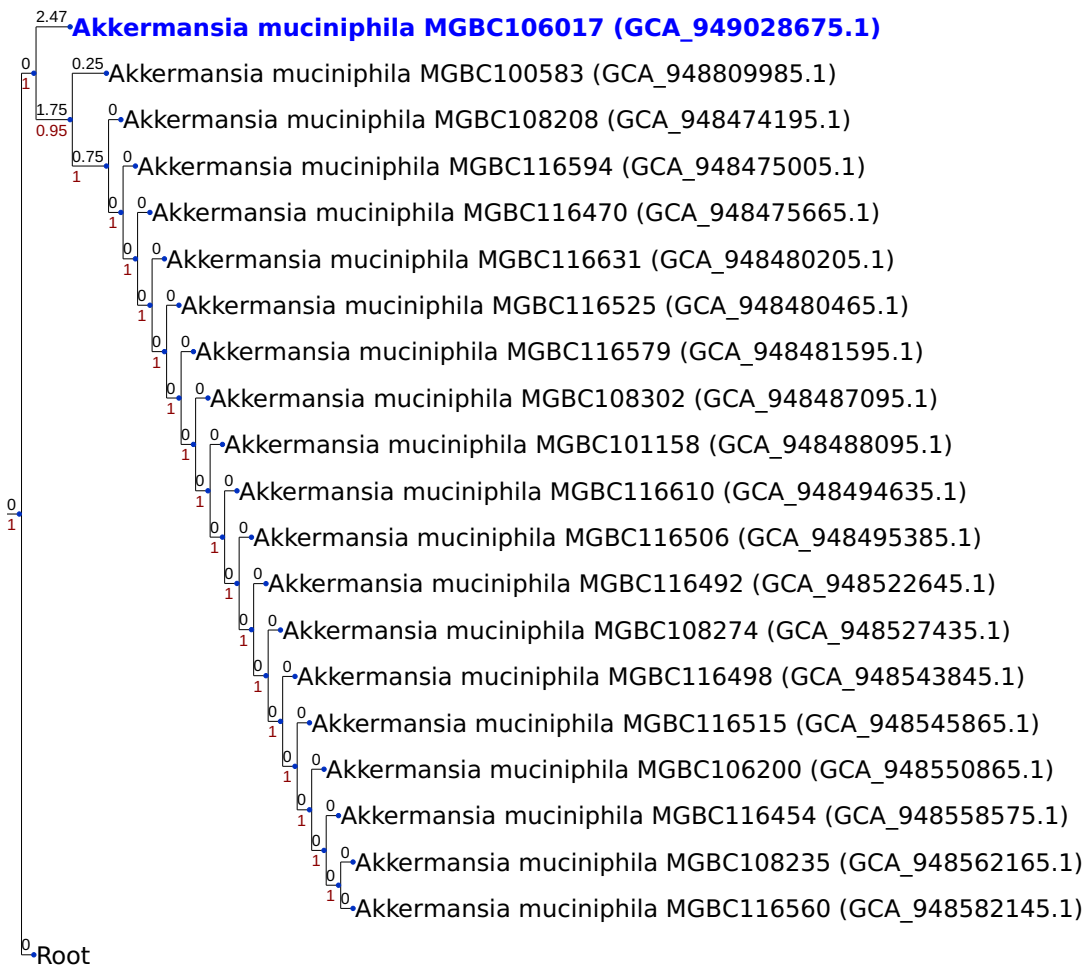 2.47
Akkermansia muciniphila MGBC106017 (GCA_949028675.1)
0
1
0.25
Akkermansia muciniphila MGBC100583 (GCA_948809985.1)
1.75
0.95
0
Akkermansia muciniphila MGBC108208 (GCA_948474195.1)
0.75
1
0
Akkermansia muciniphila MGBC116594 (GCA_948475005.1)
0
1
0
Akkermansia muciniphila MGBC116470 (GCA_948475665.1)
0
1
0
Akkermansia muciniphila MGBC116631 (GCA_948480205.1)
0
1
0
Akkermansia muciniphila MGBC116525 (GCA_948480465.1)
0
1
0
Akkermansia muciniphila MGBC116579 (GCA_948481595.1)
0
1
0
Akkermansia muciniphila MGBC108302 (GCA_948487095.1)
0
1
0
Akkermansia muciniphila MGBC101158 (GCA_948488095.1)
0
1
0
Akkermansia muciniphila MGBC116610 (GCA_948494635.1)
0
1
0
1
0
Akkermansia muciniphila MGBC116506 (GCA_948495385.1)
0
1
0
Akkermansia muciniphila MGBC116492 (GCA_948522645.1)
0
1
0
Akkermansia muciniphila MGBC108274 (GCA_948527435.1)
0
1
0
Akkermansia muciniphila MGBC116498 (GCA_948543845.1)
0
1
0
Akkermansia muciniphila MGBC116515 (GCA_948545865.1)
0
1
0
Akkermansia muciniphila MGBC106200 (GCA_948550865.1)
0
1
0
Akkermansia muciniphila MGBC116454 (GCA_948558575.1)
0
1
0
Akkermansia muciniphila MGBC108235 (GCA_948562165.1)
0
1
0
Akkermansia muciniphila MGBC116560 (GCA_948582145.1)
0
Root